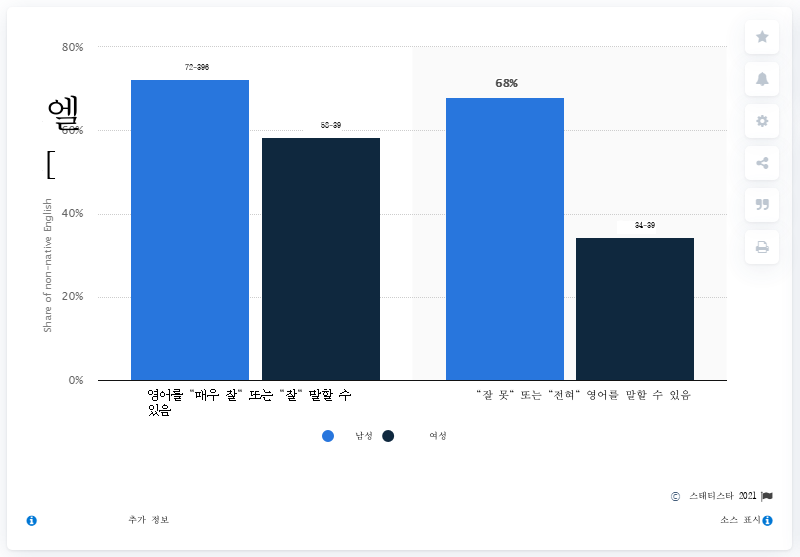 80%
72-396
68%
엘
60%
58-39
[
40%
34-39
Share of non-native English
20%
0%
영어를 "매우 잘" 또는 "잘" 말할 수
있음
"잘 못" 또는 "전혀" 영어를 말할 수 있음
남성 여성
© 스태티스타 2021
추가 정보 소스 표시